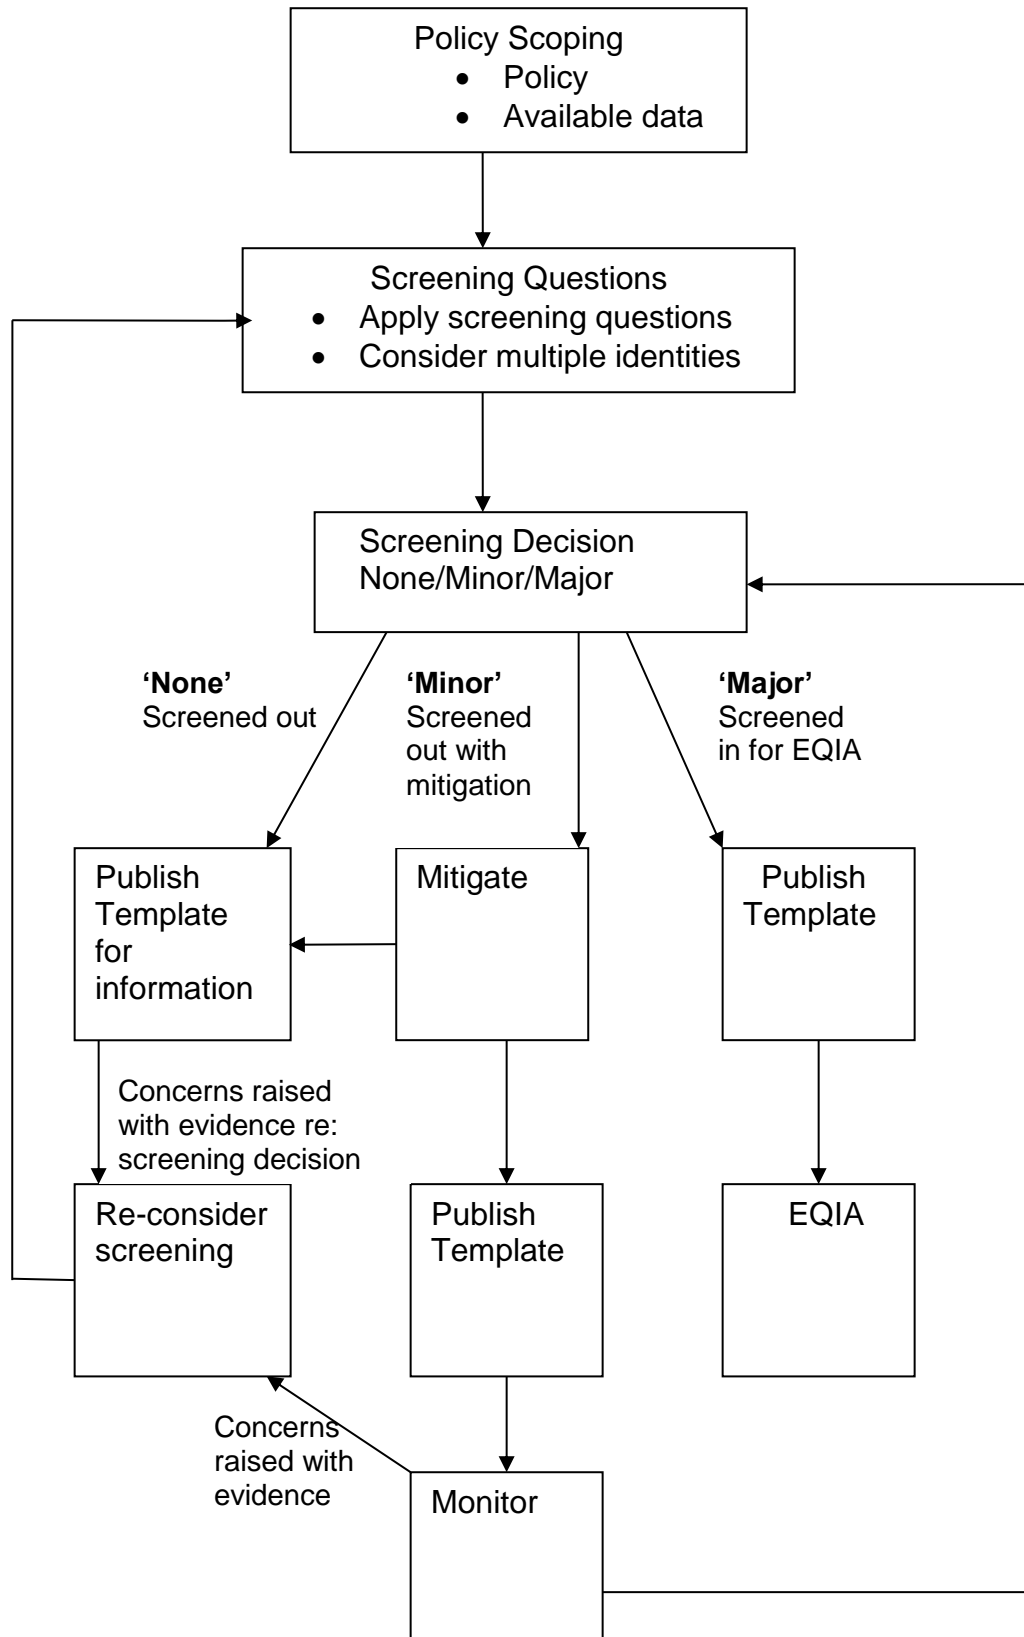 Policy Scoping
• Policy
• Available data
Screening Questions
• Apply screening questions
• Consider multiple identities
Screening Decision
None/Minor/Major
‘None’
Screened out
‘Minor’
Screened
out with
mitigation
‘Major’
Screened
in for EQIA
Publish
Template
for
information
Mitigate
Publish
Template
Concerns raised
with evidence re:
screening decision
Re-consider
screening
Publish
Template
EQIA
Concerns
raised with
evidence
Monitor